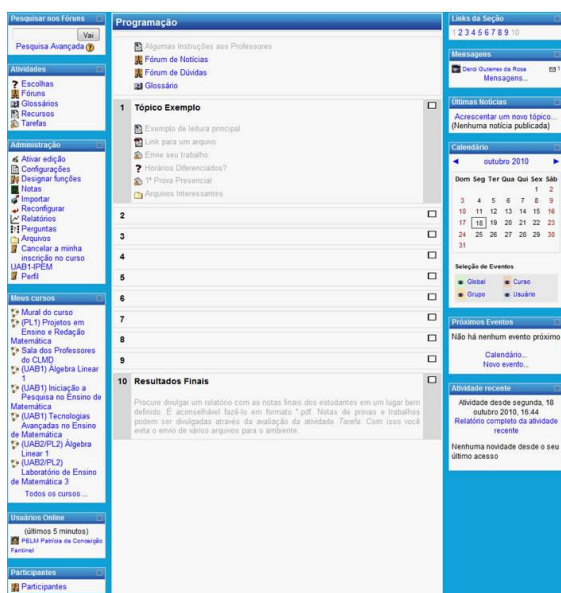 Pesquisar nos Fóruns
Vai
Pesquisa Avançada
Atividades
Escolhas
Fóruns
Glossários
Recursos
Tarefas
Administração
Ativar edição
Configurações
Designar funções
Notas
Importar
Reconfigurar
Relatórios
Perguntas
Arquivos
Cancelar a minha
inscrição no curso
UAB1-IPEM
Perfil
Meus cursos
Mural do curso
(PL1) Projetos em
Ensino e Redação
Matemática
Sala dos Professores
do CLMD
(UAB1) Álgebra Linear
1
(UAB1) Iniciação a
Pesquisa no Ensino de
Matemática
(UAB1) Tecnologias
Avançadas no Ensino
de Matemática
(UAB2/PL2) Álgebra
Linear 1
(UAB2/PL2)
Laboratório de Ensino
de Matemática 3
Todos os cursos ...
Usuários Online
(últimos 5 minutos)
PELM Patrícia da Conceição
Fantinel
Participantes
Participantes
Programação
Algumas Instruções aos Professores
Fórum de Notícias
Fórum de Dúvidas
Glossário
1 Tópico Exemplo
Exemplo de leitura principal
Link para um arquivo
Envie seu trabalho
Horários Diferenciados?
1ª Prova Presencial
Arquivos Interessantes
2
3
4
5
6
7
8
9
10 Resultados Finais
Procure divulgar um relatório com as notas finais dos estudantes em um lugar bem
definido. É aconselhável fazê-lo em formato *.pdf. Notas de provas e trabalhos
podem ser divulgadas através da avaliação da atividade Tarefa. Com isso você
evita o envio de vários arquivos para o ambiente.
Links da Seção
1 2 3 4 5 6 7 8 9 10
Mensagens
Derci Gutierres da Rosa 1
Mensagens...
Últimas Notícias
Acrescentar um novo tópico...
(Nenhuma notícia publicada)
Calendário
outubro 2010
Dom Seg Ter Qua Qui Sex Sáb
1 2
3 4 5 6 7 8 9
10 11 12 13 14 15 16
17 18 19 20 21 22 23
24 25 26 27 28 29 30
31
Seleção de Eventos
Global Curso
Grupo Usuário
Próximos Eventos
Não há nenhum evento próximo
Calendário...
Novo evento...
Atividade recente
Atividade desde segunda, 18
outubro 2010, 16:44
Relatório completo da atividade
recente
Nenhuma novidade desde o seu
último acesso